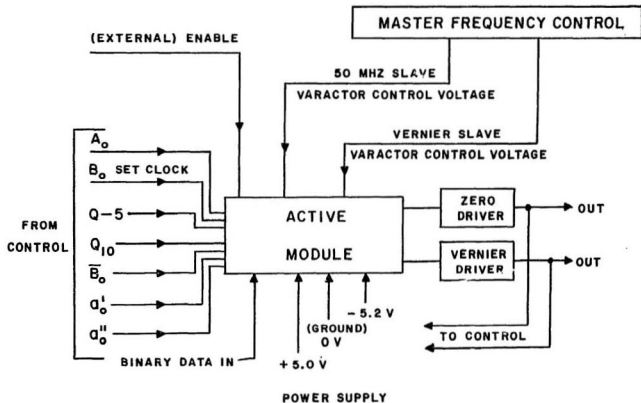 MASTER FREQUENCY CONTROL
(EXTERNAL) ENABLE
50 MHZ SLAVE
VARACTOR CONTROL VOLTAGE
VERNIER SLAVE
VARACTOR CONTROL VOLTAGE
FROM
CONTROL
A̅₀
B₀ SET CLOCK
Q-5
Q₁₀
B̅₀
a₀'
a₀"
BINARY DATA IN
ACTIVE
MODULE
ZERO
DRIVER
OUT
VERNIER
DRIVER
OUT
-5.2 V
(GROUND)
0 V
+5.0 V
TO CONTROL
POWER SUPPLY